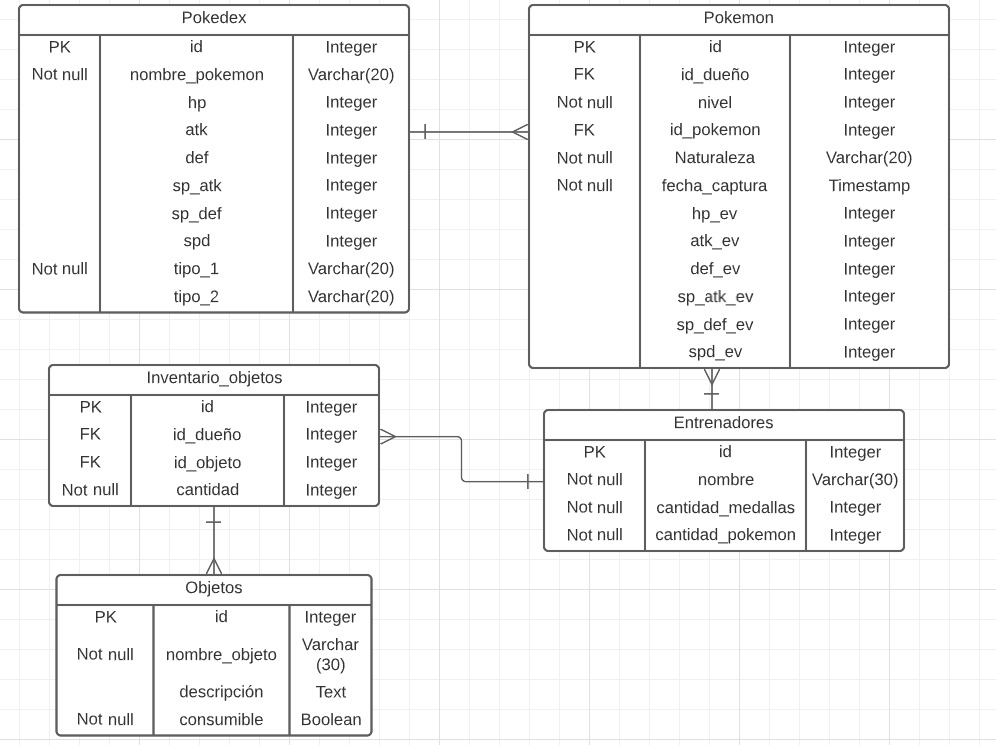 Pokedex
PK id Integer
Not null nombre_pokemon Varchar(20)
hp Integer
atk Integer
def Integer
sp_atk Integer
sp_def Integer
spd Integer
Not null tipo_1 Varchar(20)
tipo_2 Varchar(20)
Pokemon
PK id Integer
FK id_dueño Integer
Not null nivel Integer
FK id_pokemon Integer
Not null Naturaleza Varchar(20)
Not null fecha_captura Timestamp
hp_ev Integer
atk_ev Integer
def_ev Integer
sp_atk_ev Integer
sp_def_ev Integer
spd_ev Integer
Inventario_objetos
PK id Integer
FK id_dueño Integer
FK id_objeto Integer
Not null cantidad Integer
Entrenadores
PK id Integer
Not null nombre Varchar(30)
Not null cantidad_medallas Integer
Not null cantidad_pokemon Integer
Objetos
PK id Integer
Not null nombre_objeto Varchar
(30)
descripción Text
Not null consumible Boolean